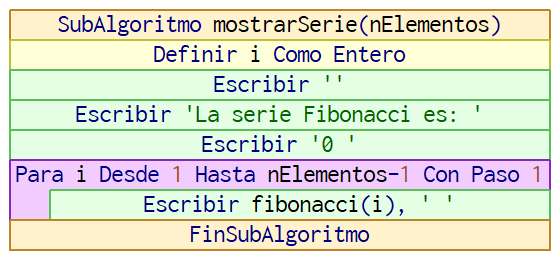 SubAlgoritmo mostrarSerie(nElementos)
Definir i Como Entero
Escribir ''
Escribir 'La serie Fibonacci es: '
Escribir '0 '
Para i Desde 1 Hasta nElementos-1 Con Paso 1
Escribir fibonacci(i), ' '
FinSubAlgoritmo